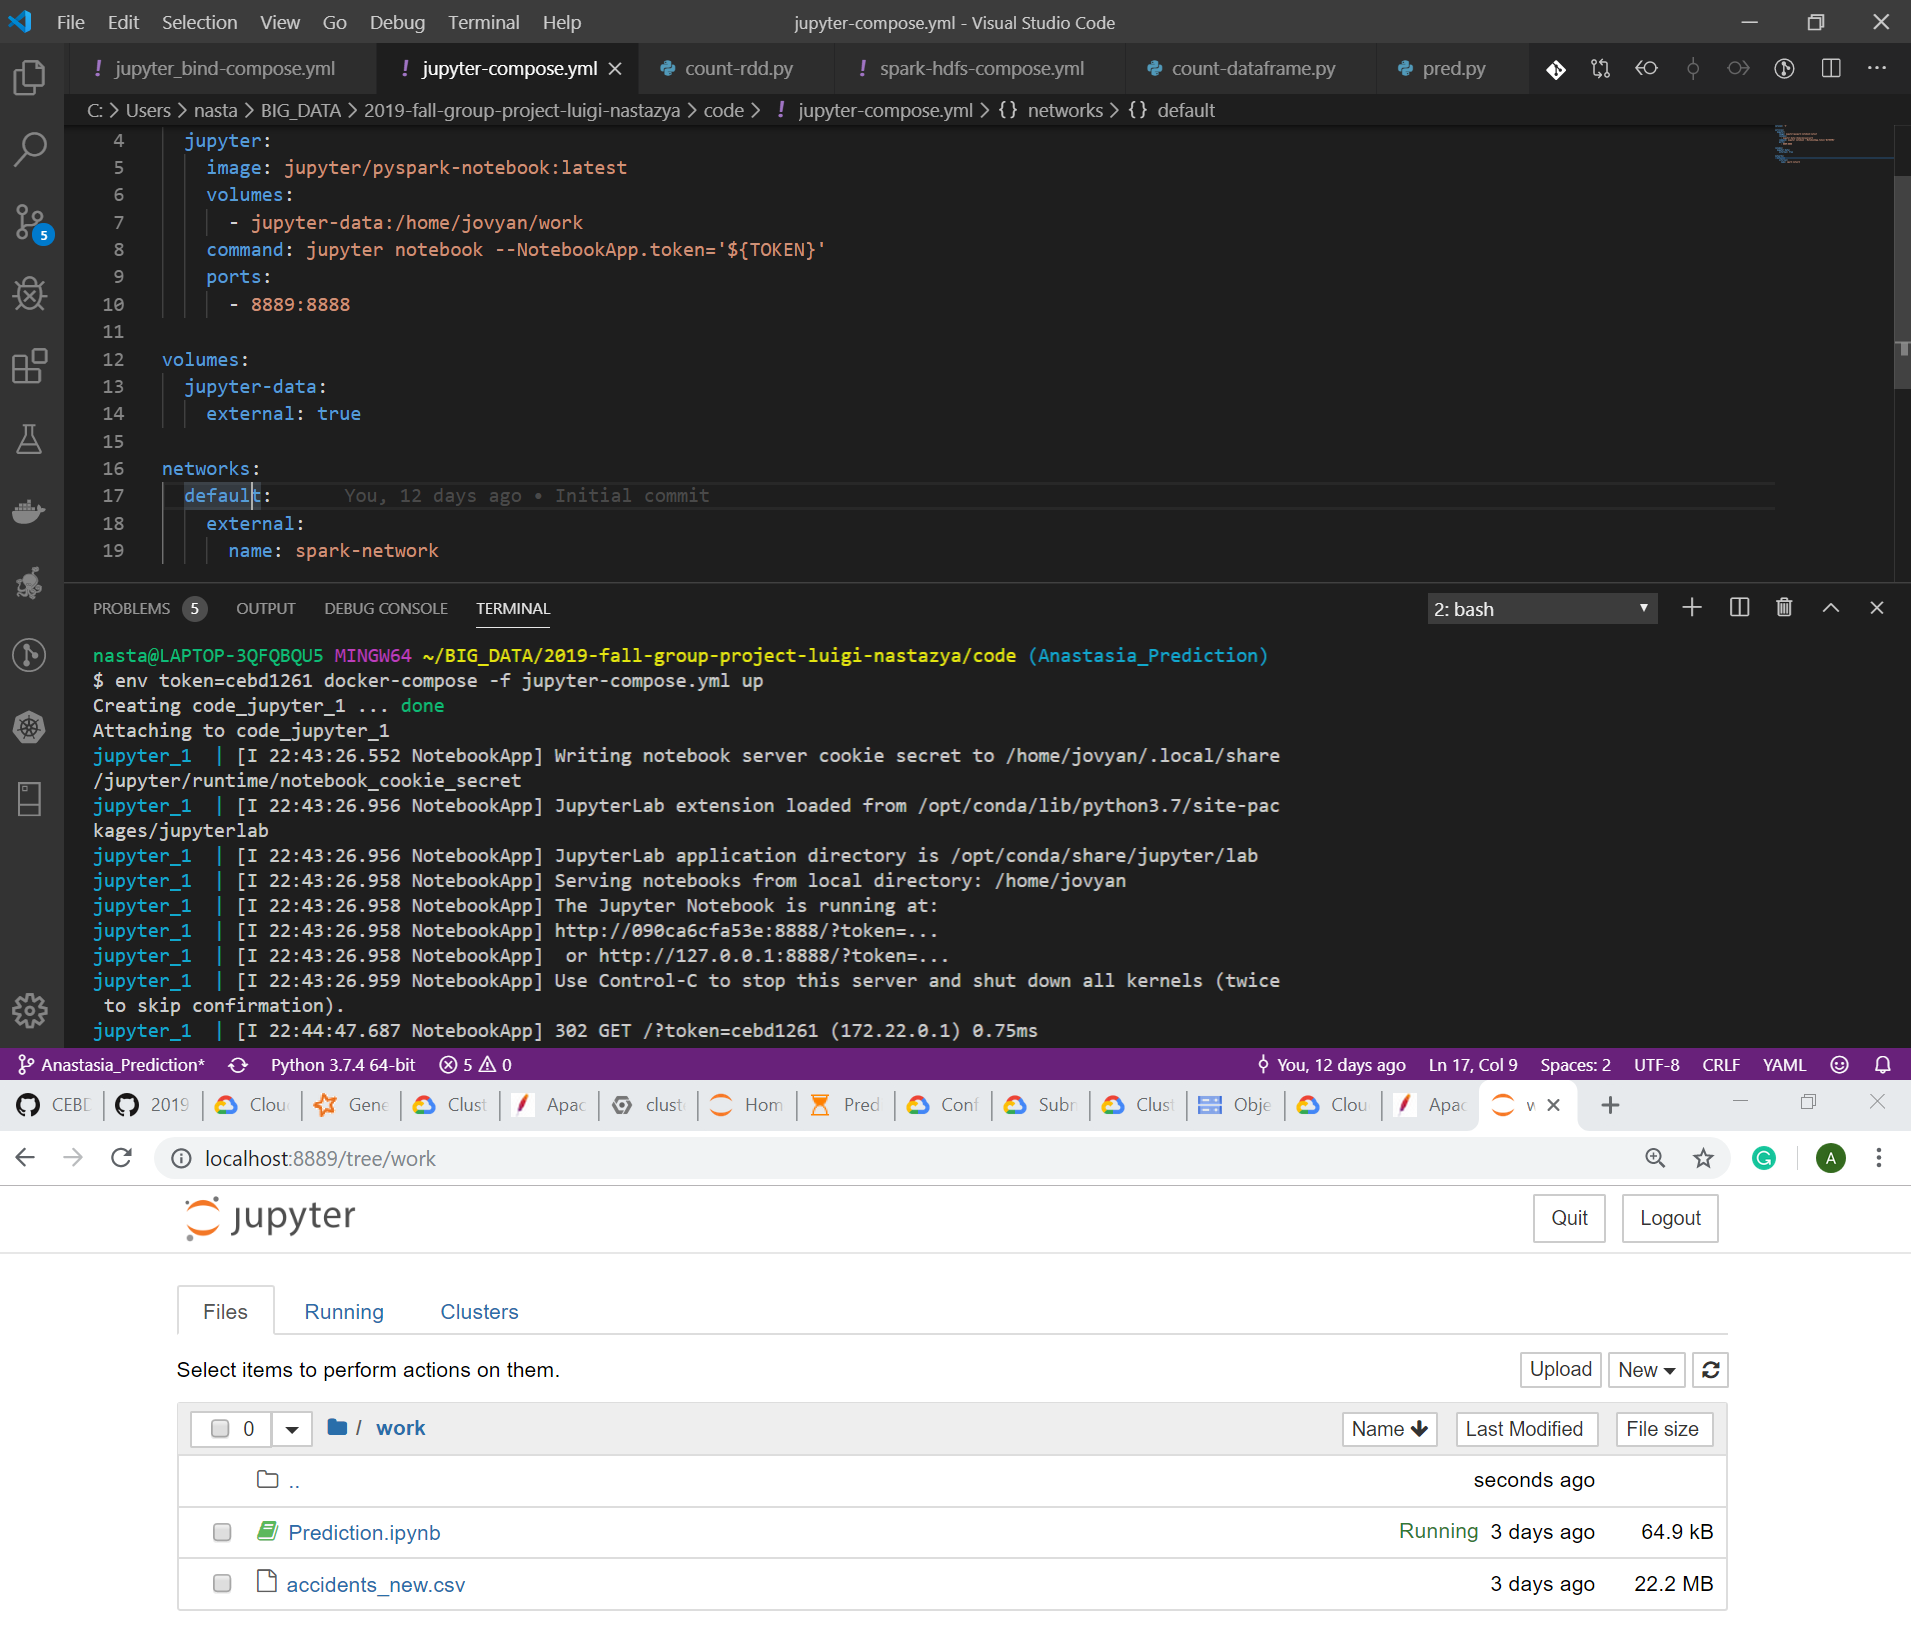 File Edit Selection View Go Debug Terminal Help jupyter-compose.yml - Visual Studio Code
! jupyter_bind-compose.yml ! jupyter-compose.yml count-rdd.py ! spark-hdfs-compose.yml count-dataframe.py pred.py
C: > Users > nasta > BIG_DATA > 2019-fall-group-project-luigi-nastazya > code > ! jupyter-compose.yml > {} networks > {} default
4 jupyter:
5 image: jupyter/pyspark-notebook:latest
6 volumes:
7 - jupyter-data:/home/jovyan/work
8 command: jupyter notebook --NotebookApp.token='${TOKEN}'
9 ports:
10 - 8889:8888
11
12 volumes:
13 jupyter-data:
14 external: true
15
16 networks:
17 default: You, 12 days ago • Initial commit
18 external:
19 name: spark-network
5
PROBLEMS 5 OUTPUT DEBUG CONSOLE TERMINAL 2: bash
nasta@LAPTOP-3QFQBQU5 MINGW64 ~/BIG_DATA/2019-fall-group-project-luigi-nastazya/code (Anastasia_Prediction)
$ env token=cebd1261 docker-compose -f jupyter-compose.yml up
Creating code_jupyter_1 ... done
Attaching to code_jupyter_1
jupyter_1 | [I 22:43:26.552 NotebookApp] Writing notebook server cookie secret to /home/jovyan/.local/share
/jupyter/runtime/notebook_cookie_secret
jupyter_1 | [I 22:43:26.956 NotebookApp] JupyterLab extension loaded from /opt/conda/lib/python3.7/site-pac
kages/jupyterlab
jupyter_1 | [I 22:43:26.956 NotebookApp] JupyterLab application directory is /opt/conda/share/jupyter/lab
jupyter_1 | [I 22:43:26.958 NotebookApp] Serving notebooks from local directory: /home/jovyan
jupyter_1 | [I 22:43:26.958 NotebookApp] The Jupyter Notebook is running at:
jupyter_1 | [I 22:43:26.958 NotebookApp] http://090ca6cfa53e:8888/?token=...
jupyter_1 | [I 22:43:26.958 NotebookApp]  or http://127.0.0.1:8888/?token=...
jupyter_1 | [I 22:43:26.959 NotebookApp] Use Control-C to stop this server and shut down all kernels (twice
 to skip confirmation).
jupyter_1 | [I 22:44:47.687 NotebookApp] 302 GET /?token=cebd1261 (172.22.0.1) 0.75ms
Anastasia_Prediction* Python 3.7.4 64-bit 5 0 You, 12 days ago Ln 17, Col 9 Spaces: 2 UTF-8 CRLF YAML
CEBD 2019 Clou Gene Clust Apac clust Hom Pred Conf Subm Clust Obje Clou Apac w
localhost:8889/tree/work A
jupyter Quit Logout
Files Running Clusters
Select items to perform actions on them. Upload New
0 / work Name Last Modified File size
.. seconds ago
Prediction.ipynb Running 3 days ago 64.9 kB
accidents_new.csv 3 days ago 22.2 MB